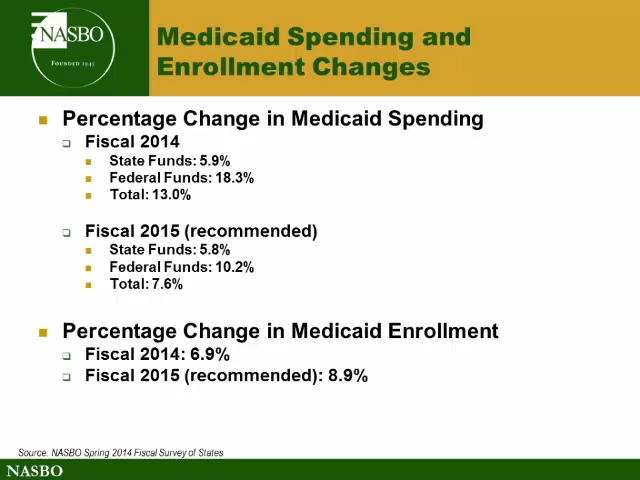 NASBO
FOUNDED 1945
Medicaid Spending and
Enrollment Changes
Percentage Change in Medicaid Spending
Fiscal 2014
State Funds: 5.9%
Federal Funds: 18.3%
Total: 13.0%
Fiscal 2015 (recommended)
State Funds: 5.8%
Federal Funds: 10.2%
Total: 7.6%
Percentage Change in Medicaid Enrollment
Fiscal 2014: 6.9%
Fiscal 2015 (recommended): 8.9%
Source: NASBO Spring 2014 Fiscal Survey of States
NASBO